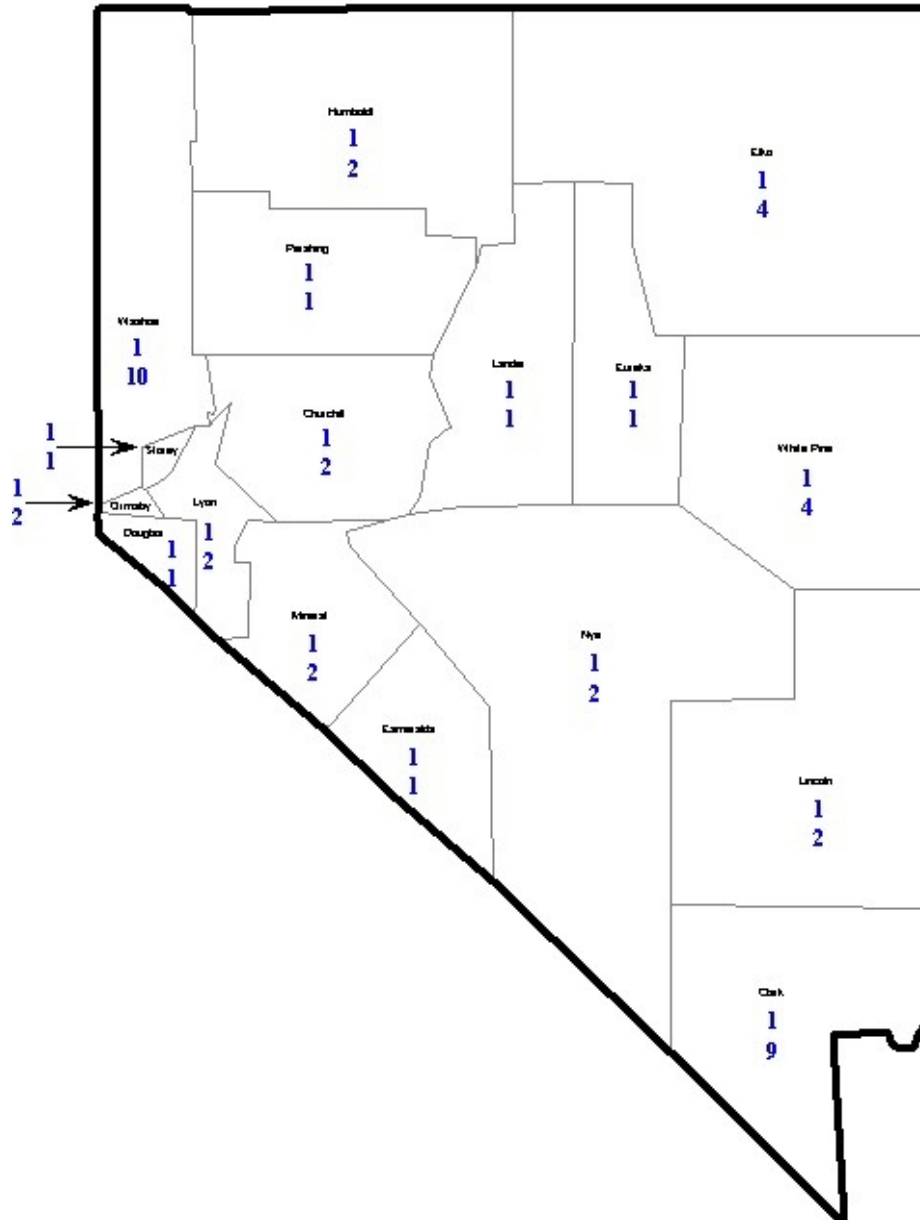 Humboldt
1
2
Elko
1
4
Pershing
1
1
Washoe
1
10
Lander
1
1
Eureka
1
1
Churchill
1
2
1
1
Storey
White Pine
1
4
1
2
Ormsby
Lyon
1
2
Douglas
1
1
Mineral
1
2
Nye
1
2
Esmeralda
1
1
Lincoln
1
2
Clark
1
9